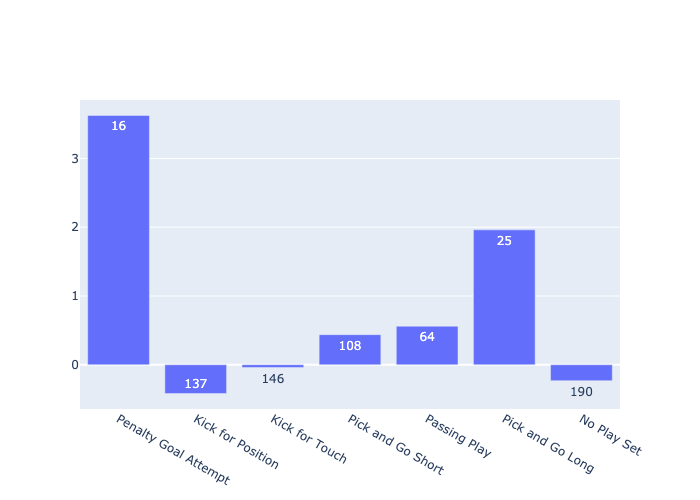 3
2
1
0
16
137
146
108
64
25
190
Penalty Goal Attempt
Kick for Position
Kick for Touch
Pick and Go Short
Passing Play
Pick and Go Long
No Play Set